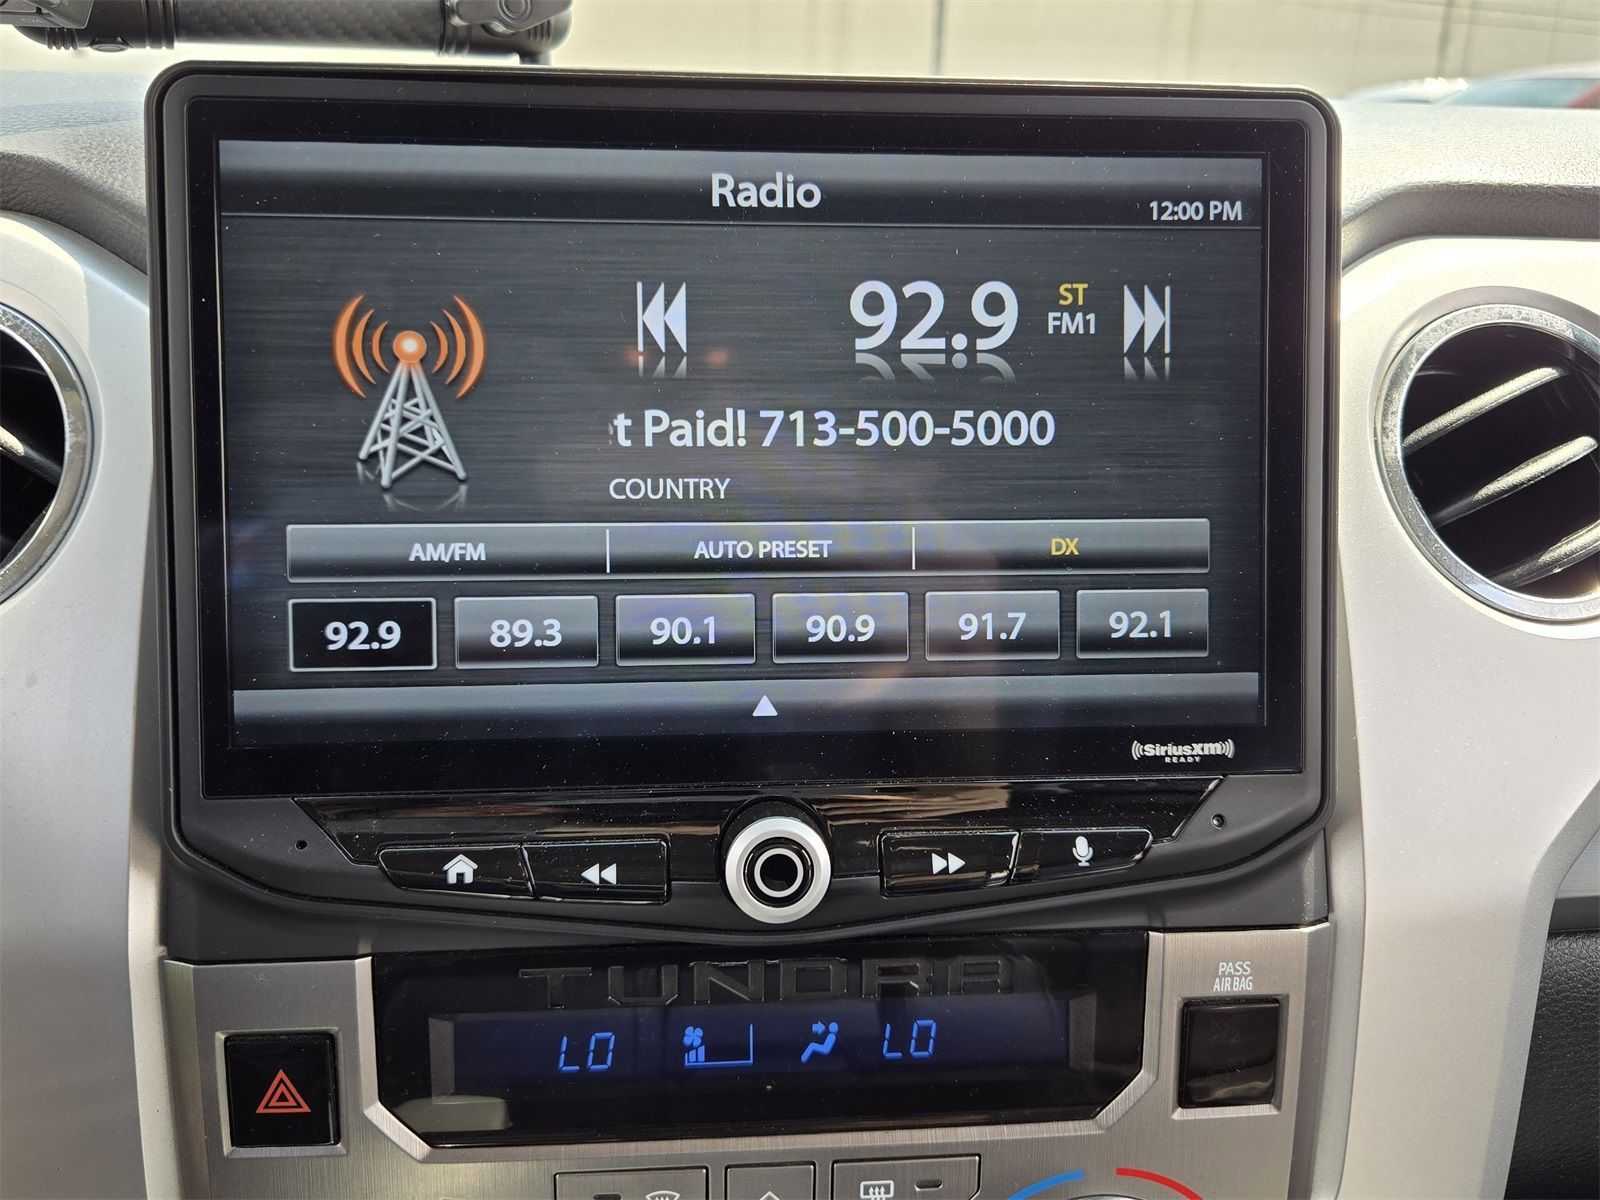 Radio
12:00 PM
92.9
ST
FM1
t Paid! 713-500-5000
COUNTRY
AM/FM
AUTO PRESET
DX
92.9
89.3
90.1
90.9
91.7
92.1
((SiriusXM))
READY
TUNDRA
PASS
AIR BAG
LO
LO